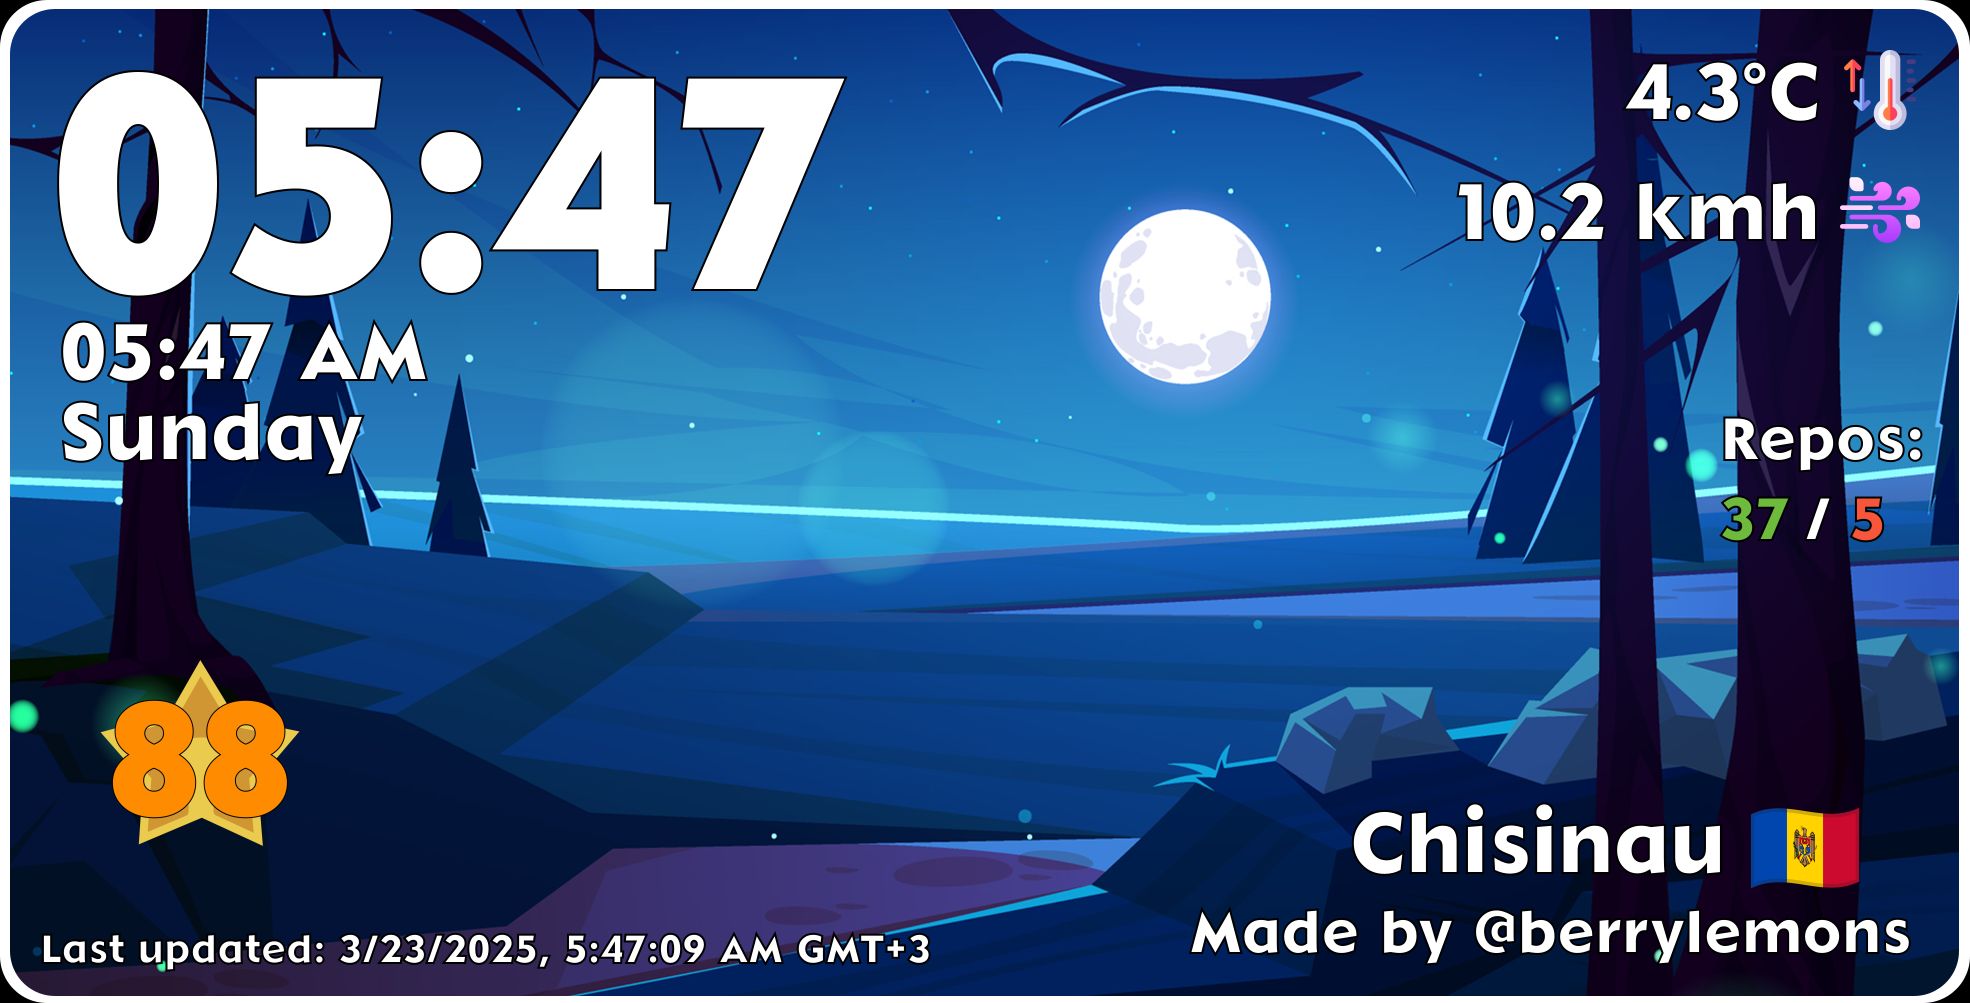 05:47
05:47 AM
Sunday
4.3°C
10.2 kmh
Repos:
37 / 5
88
Chisinau
Made by @berrylemons
Last updated: 3/23/2025, 5:47:09 AM GMT+3